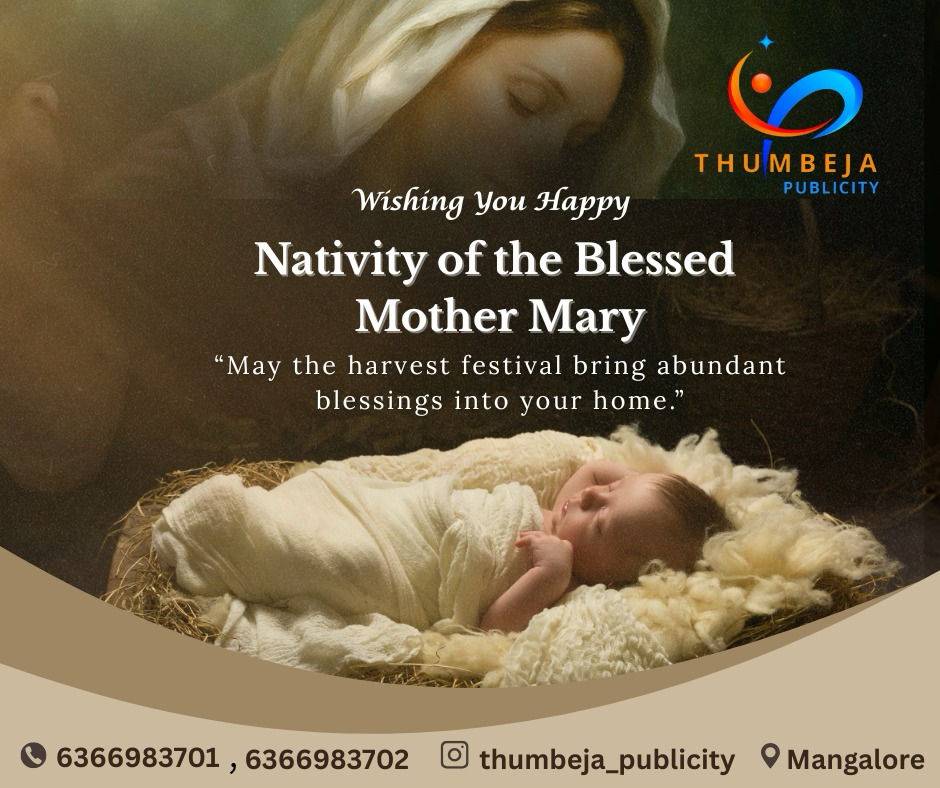 THUMBEJA
PUBLICITY
Wishing You Happy
Nativity of the Blessed
Mother Mary
“May the harvest festival bring abundant
blessings into your home.”
6366983701 , 6366983702 thumbeja_publicity Mangalore